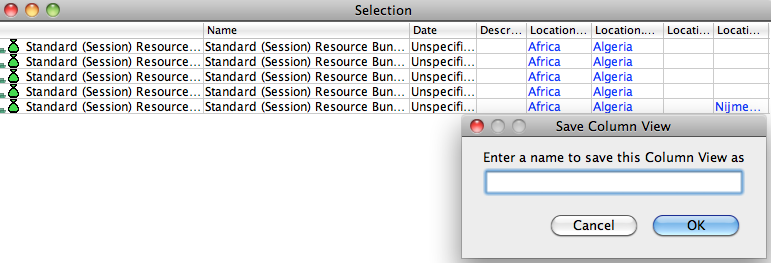 Selection
Name Date Descr... Location... Location.... Locati... Locati...
Standard (Session) Resource... Standard (Session) Resource Bun... Unspecifi... Africa Algeria
Standard (Session) Resource... Standard (Session) Resource Bun... Unspecifi... Africa Algeria
Standard (Session) Resource... Standard (Session) Resource Bun... Unspecifi... Africa Algeria
Standard (Session) Resource... Standard (Session) Resource Bun... Unspecifi... Africa Algeria
Standard (Session) Resource... Standard (Session) Resource Bun... Unspecifi... Africa Algeria Nijme...
Save Column View
Enter a name to save this Column View as
Cancel OK